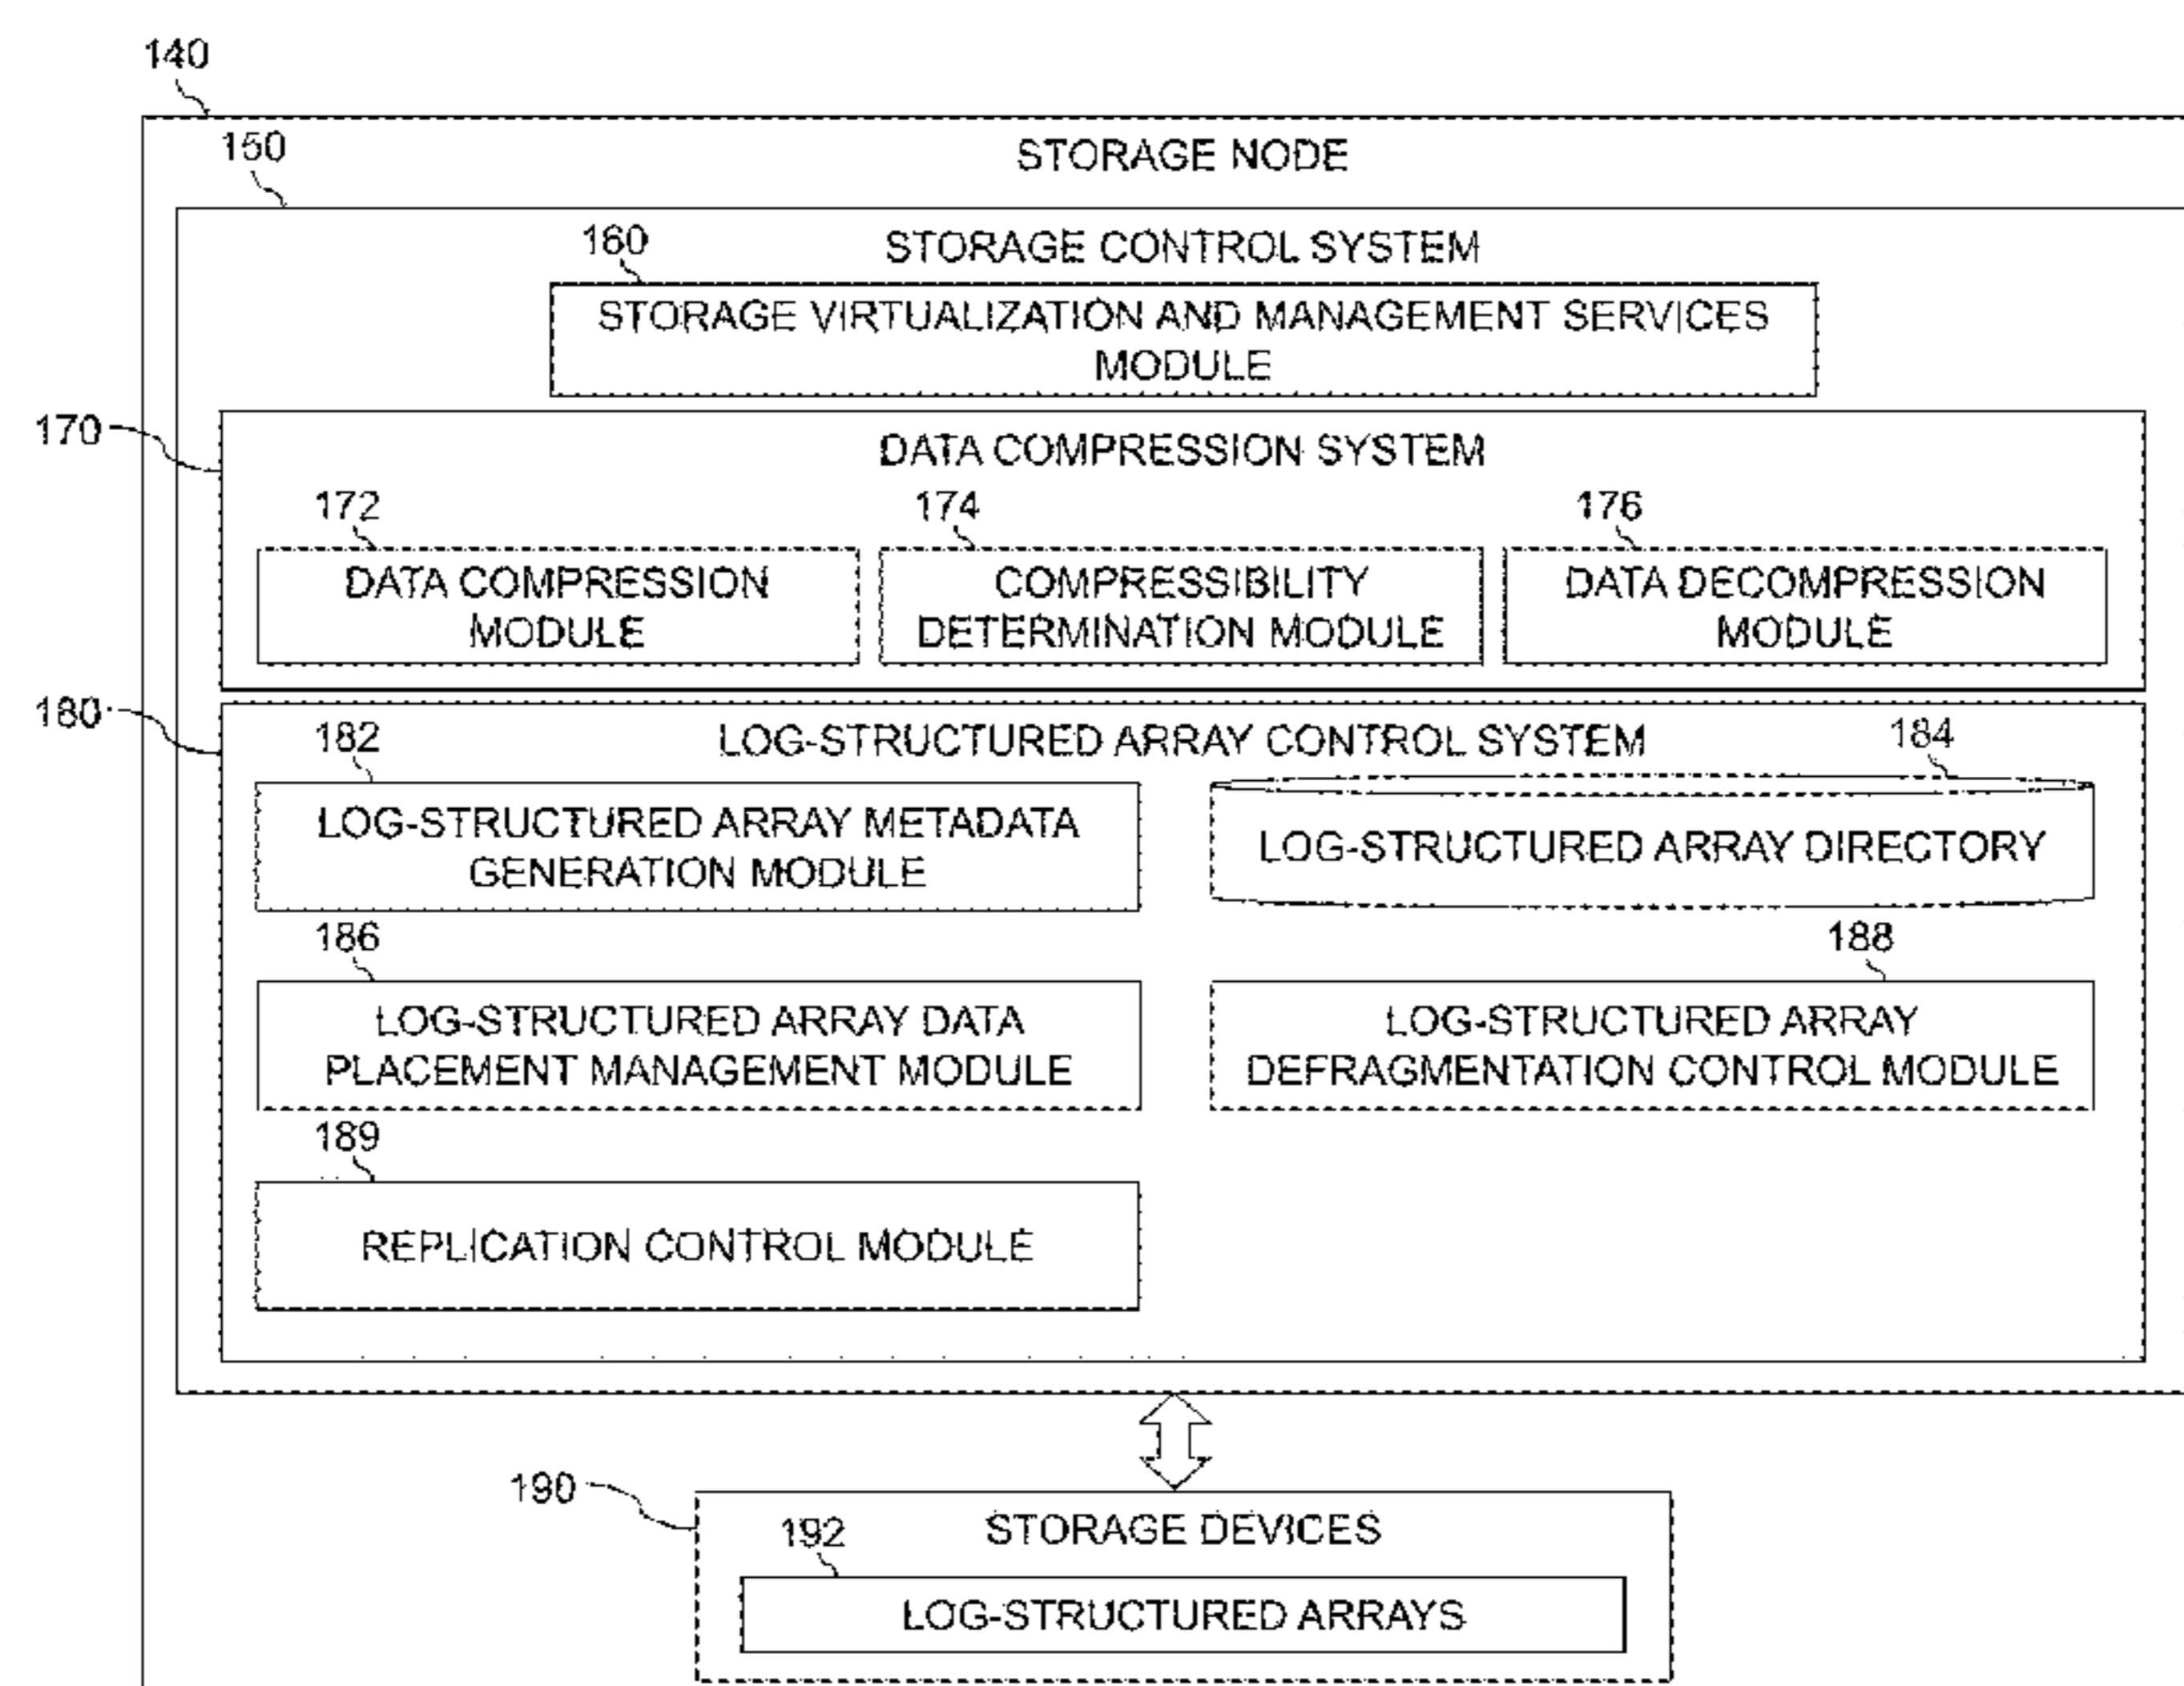 140
150
STORAGE NODE
160
STORAGE CONTROL SYSTEM
STORAGE VIRTUALIZATION AND MANAGEMENT SERVICES
MODULE
170
DATA COMPRESSION SYSTEM
172
174
176
DATA COMPRESSION
MODULE
COMPRESSIBILITY
DETERMINATION MODULE
DATA DECOMPRESSION
MODULE
180
182
LOG-STRUCTURED ARRAY CONTROL SYSTEM
184
LOG-STRUCTURED ARRAY METADATA
GENERATION MODULE
LOG-STRUCTURED ARRAY DIRECTORY
186
188
LOG-STRUCTURED ARRAY DATA
PLACEMENT MANAGEMENT MODULE
LOG-STRUCTURED ARRAY
DEFRAGMENTATION CONTROL MODULE
189
REPLICATION CONTROL MODULE
190
192
STORAGE DEVICES
LOG-STRUCTURED ARRAYS